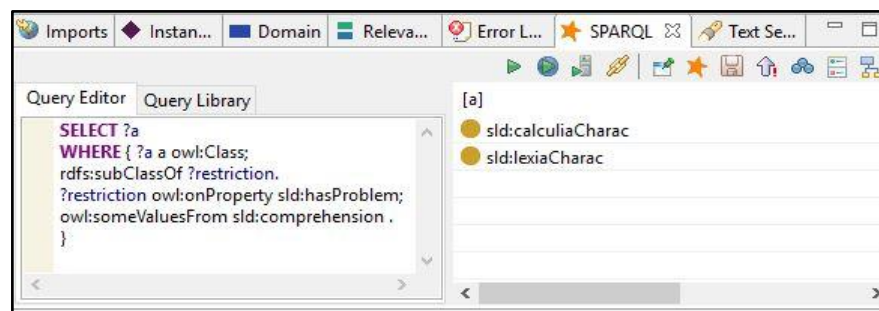 Imports Instan... Domain Releva... Error L... SPARQL Text Se...
Query Editor Query Library
SELECT ?a
WHERE { ?a a owl:Class;
rdfs:subClassOf ?restriction.
?restriction owl:onProperty sld:hasProblem;
owl:someValuesFrom sld:comprehension .
}
[a]
sld:calculiaCharac
sld:lexiaCharac